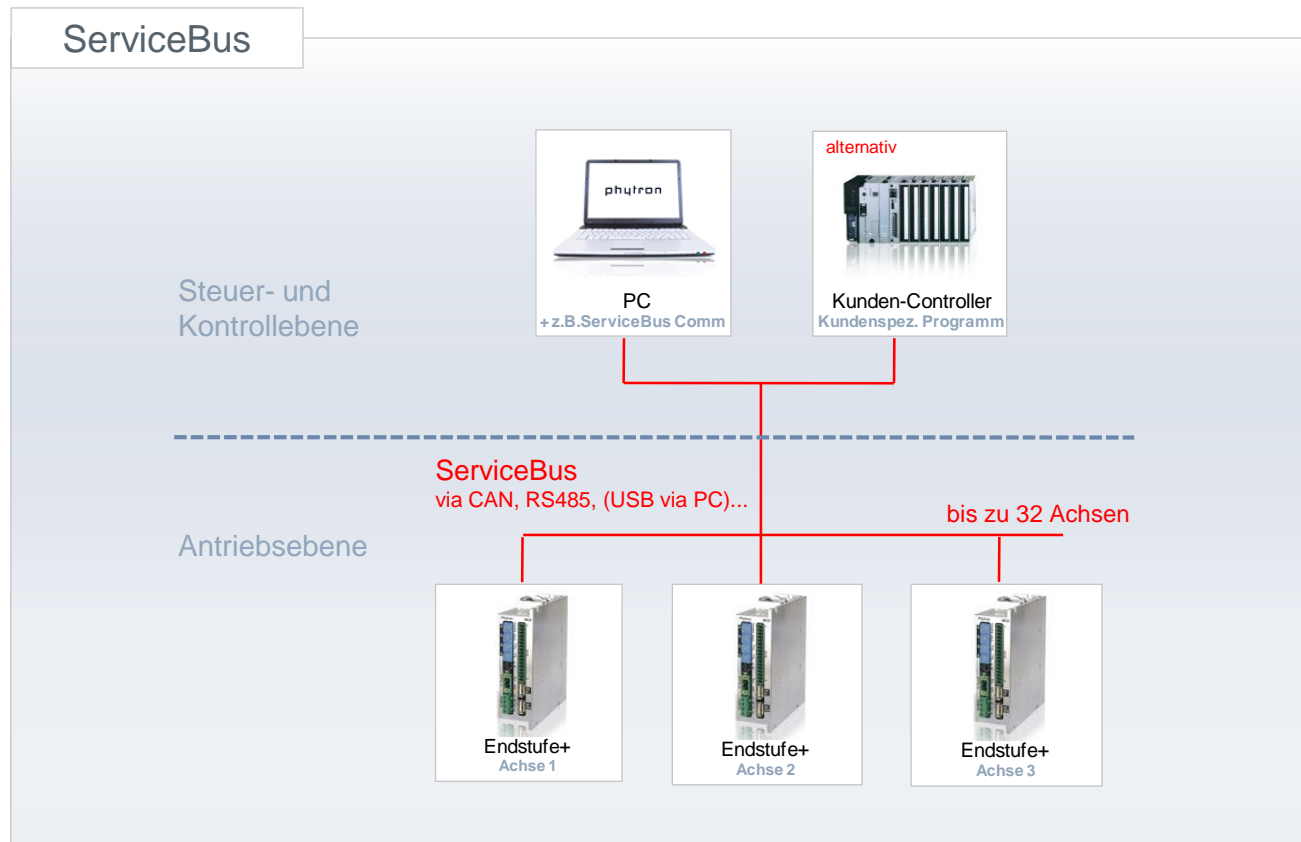 ServiceBus
phytron
alternativ
Steuer- und
Kontrollebene
PC
+z.B.ServiceBus Comm
Kunden-Controller
Kundenspez. Programm
ServiceBus
via CAN, RS485, (USB via PC)...
bis zu 32 Achsen
Antriebsebene
Endstufe+
Achse 1
Endstufe+
Achse 2
Endstufe+
Achse 3